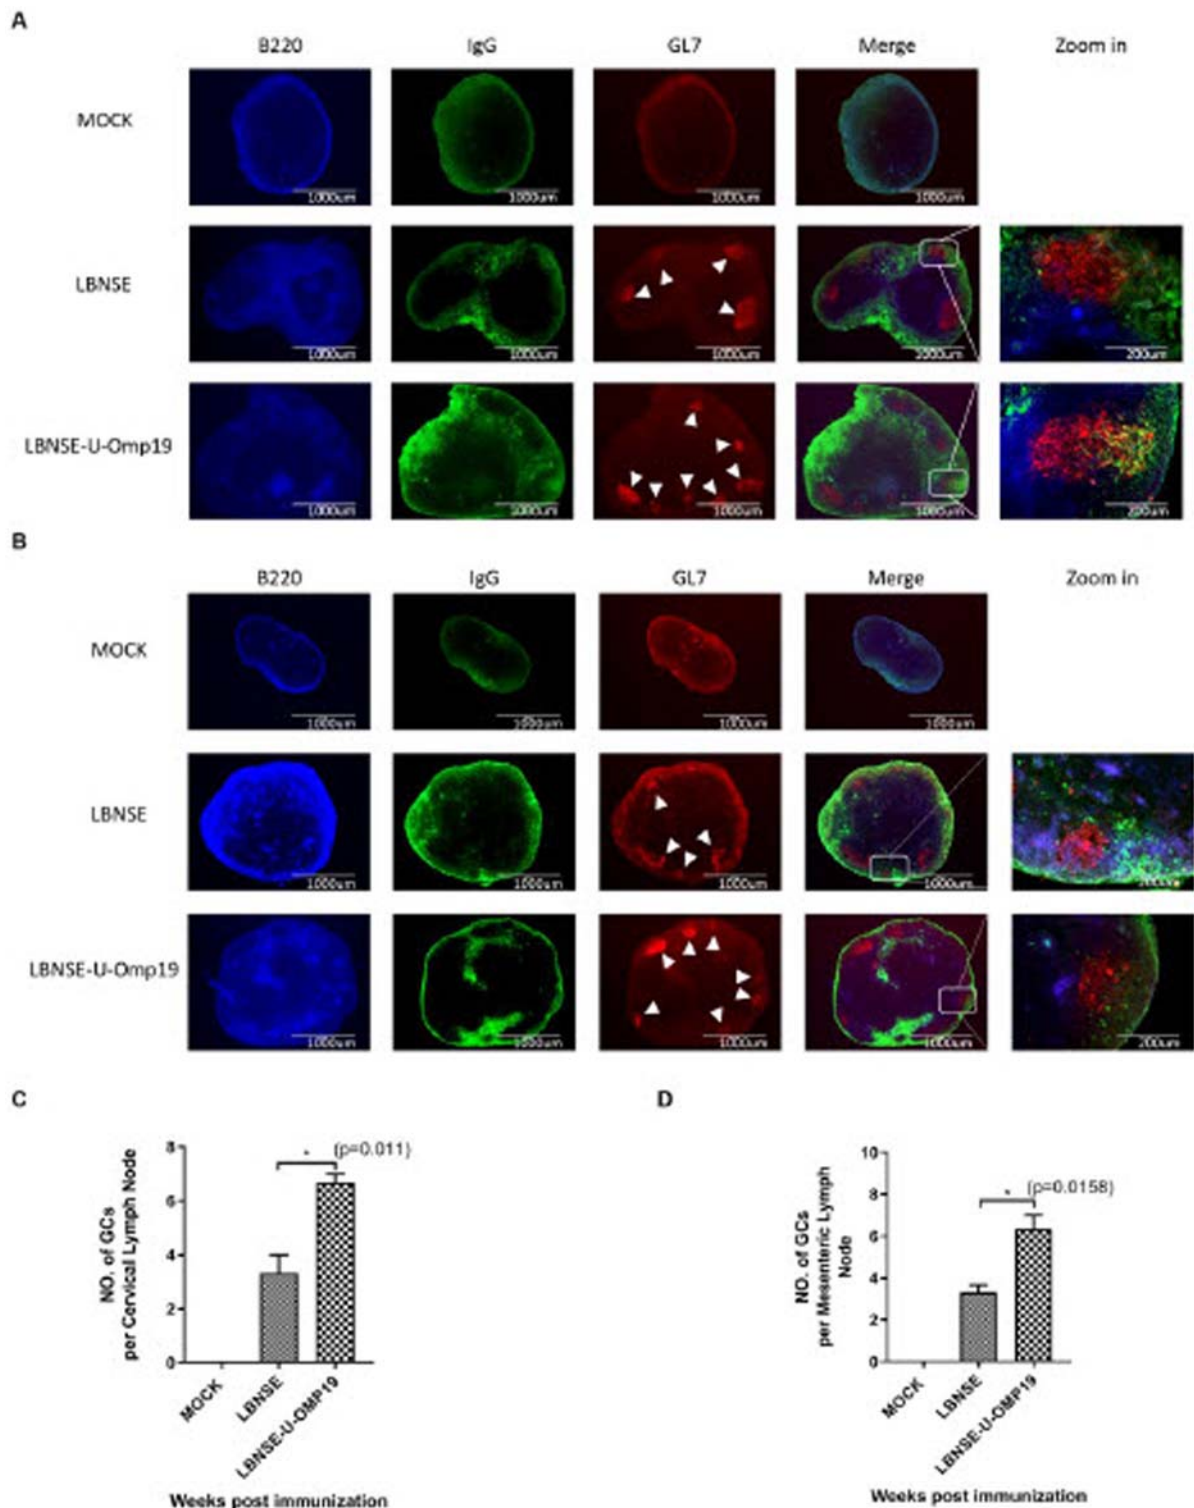 A
B220 IgG GL7 Merge Zoom in
MOCK
1000um 1000um 1000um 1000um
LBNSE
1000um 1000um 1000um 1000um 200um
LBNSE-U-Omp19
1000um 1000um 1000um 1000um 200um
B
B220 IgG GL7 Merge Zoom in
MOCK
1000um 1000um 1000um 1000um
LBNSE
1000um 1000um 1000um 1000um 200um
LBNSE-U-Omp19
1000um 1000um 1000um 1000um 200um
C
NO. of GCs
per Cervical Lymph Node
8
6
4
2
0
* (p=0.011)
MOCK
LBNSE
LBNSE-U-OMP19
Weeks post immunization
D
NO. of GCs
per Mesenteric Lymph
Node
10
8
6
4
2
0
* (p=0.0158)
MOCK
LBNSE
LBNSE-U-OMP19
Weeks post immunization